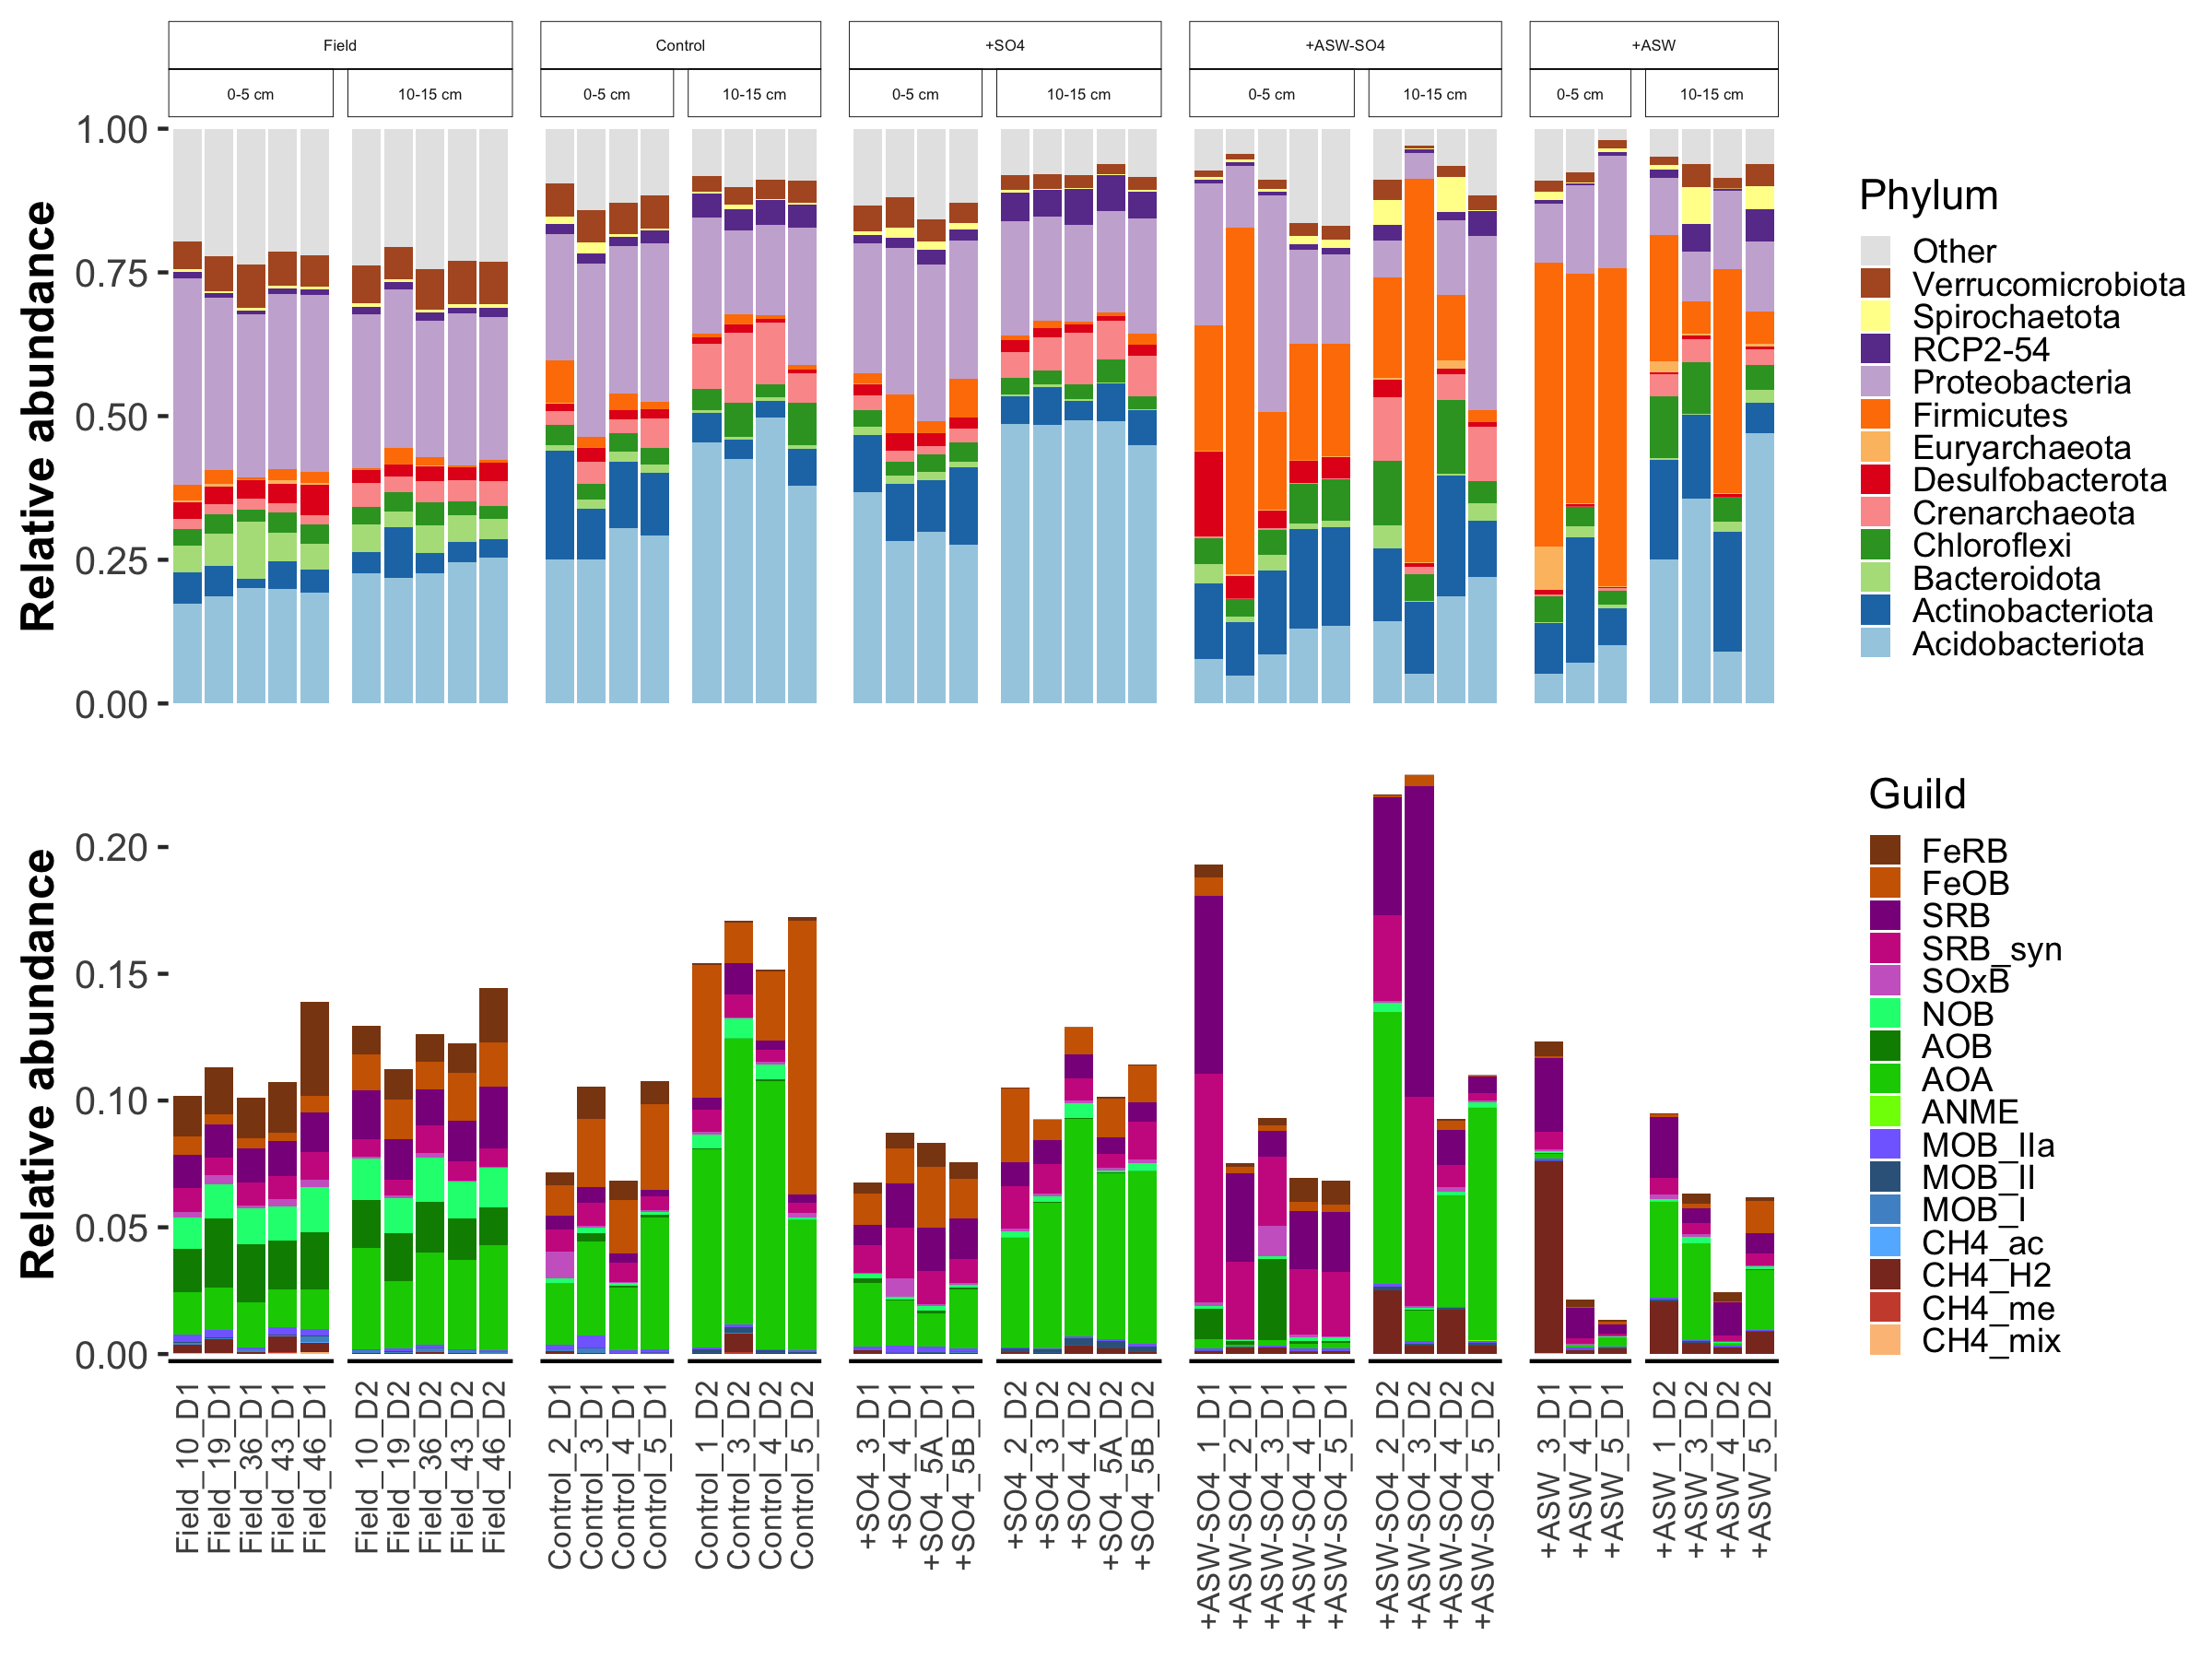 Field
Control
+SO4
+ASW-SO4
+ASW
0-5 cm
10-15 cm
0-5 cm
10-15 cm
0-5 cm
10-15 cm
0-5 cm
10-15 cm
0-5 cm
10-15 cm
Relative abundance
1.00
0.75
0.50
0.25
0.00
Phylum
Other
Verrucomicrobiota
Spirochaetota
RCP2-54
Proteobacteria
Firmicutes
Euryarchaeota
Desulfobacterota
Crenarchaeota
Chloroflexi
Bacteroidota
Actinobacteriota
Acidobacteriota
Relative abundance
0.20
0.15
0.10
0.05
0.00
Guild
FeRB
FeOB
SRB
SRB_syn
SOxB
NOB
AOB
AOA
ANME
MOB_IIa
MOB_II
MOB_I
CH4_ac
CH4_H2
CH4_me
CH4_mix
Field_10_D1
Field_19_D1
Field_36_D1
Field_43_D1
Field_46_D1
Field_10_D2
Field_19_D2
Field_36_D2
Field_43_D2
Field_46_D2
Control_2_D1
Control_3_D1
Control_4_D1
Control_5_D1
Control_1_D2
Control_3_D2
Control_4_D2
Control_5_D2
+SO4_3_D1
+SO4_4_D1
+SO4_5A_D1
+SO4_5B_D1
+SO4_2_D2
+SO4_3_D2
+SO4_4_D2
+SO4_5A_D2
+SO4_5B_D2
+ASW-SO4_1_D1
+ASW-SO4_2_D1
+ASW-SO4_3_D1
+ASW-SO4_4_D1
+ASW-SO4_5_D1
+ASW-SO4_2_D2
+ASW-SO4_3_D2
+ASW-SO4_4_D2
+ASW-SO4_5_D2
+ASW_3_D1
+ASW_4_D1
+ASW_5_D1
+ASW_1_D2
+ASW_3_D2
+ASW_4_D2
+ASW_5_D2